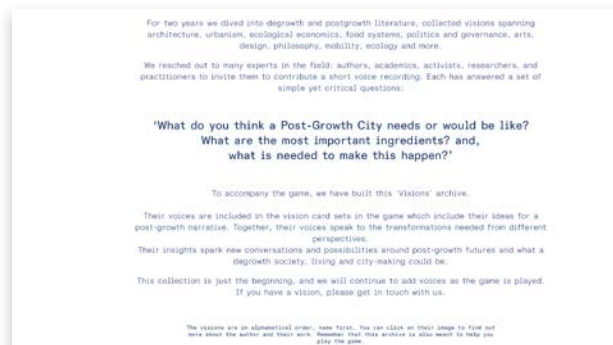 For two years we dived into degrowth and postgrowth literature, collected visions spanning
architecture, urbanism, ecological economics, food systems, politics and governance, arts,
design, philosophy, mobility, ecology and more.
We reached out to many experts in the field; authors, academics, activists, researchers, and
practitioners to invite them to contribute a short voice recording. Each has answered a set of
simple yet critical questions:
‘What do you think a Post-Growth City needs or would be like?
What are the most important ingredients? and,
what is needed to make this happen?’
To accompany the game, we have built this ‘Visions’ archive.
Their voices are included in the vision card sets in the game which include their ideas for a
post-growth narrative. Together, their voices speak to the transformations needed from different
perspectives.
Their insights spark new conversations and possibilities around post-growth futures and what a
degrowth society, living and city-making could be.
This collection is just the beginning, and we will continue to add voices as the game is played.
If you have a vision, please get in touch with us.
The visions are in alphabetical order, name first. You can click on their image to find out
more about the author and their work. Remember that this archive is also meant to help you
play the game.